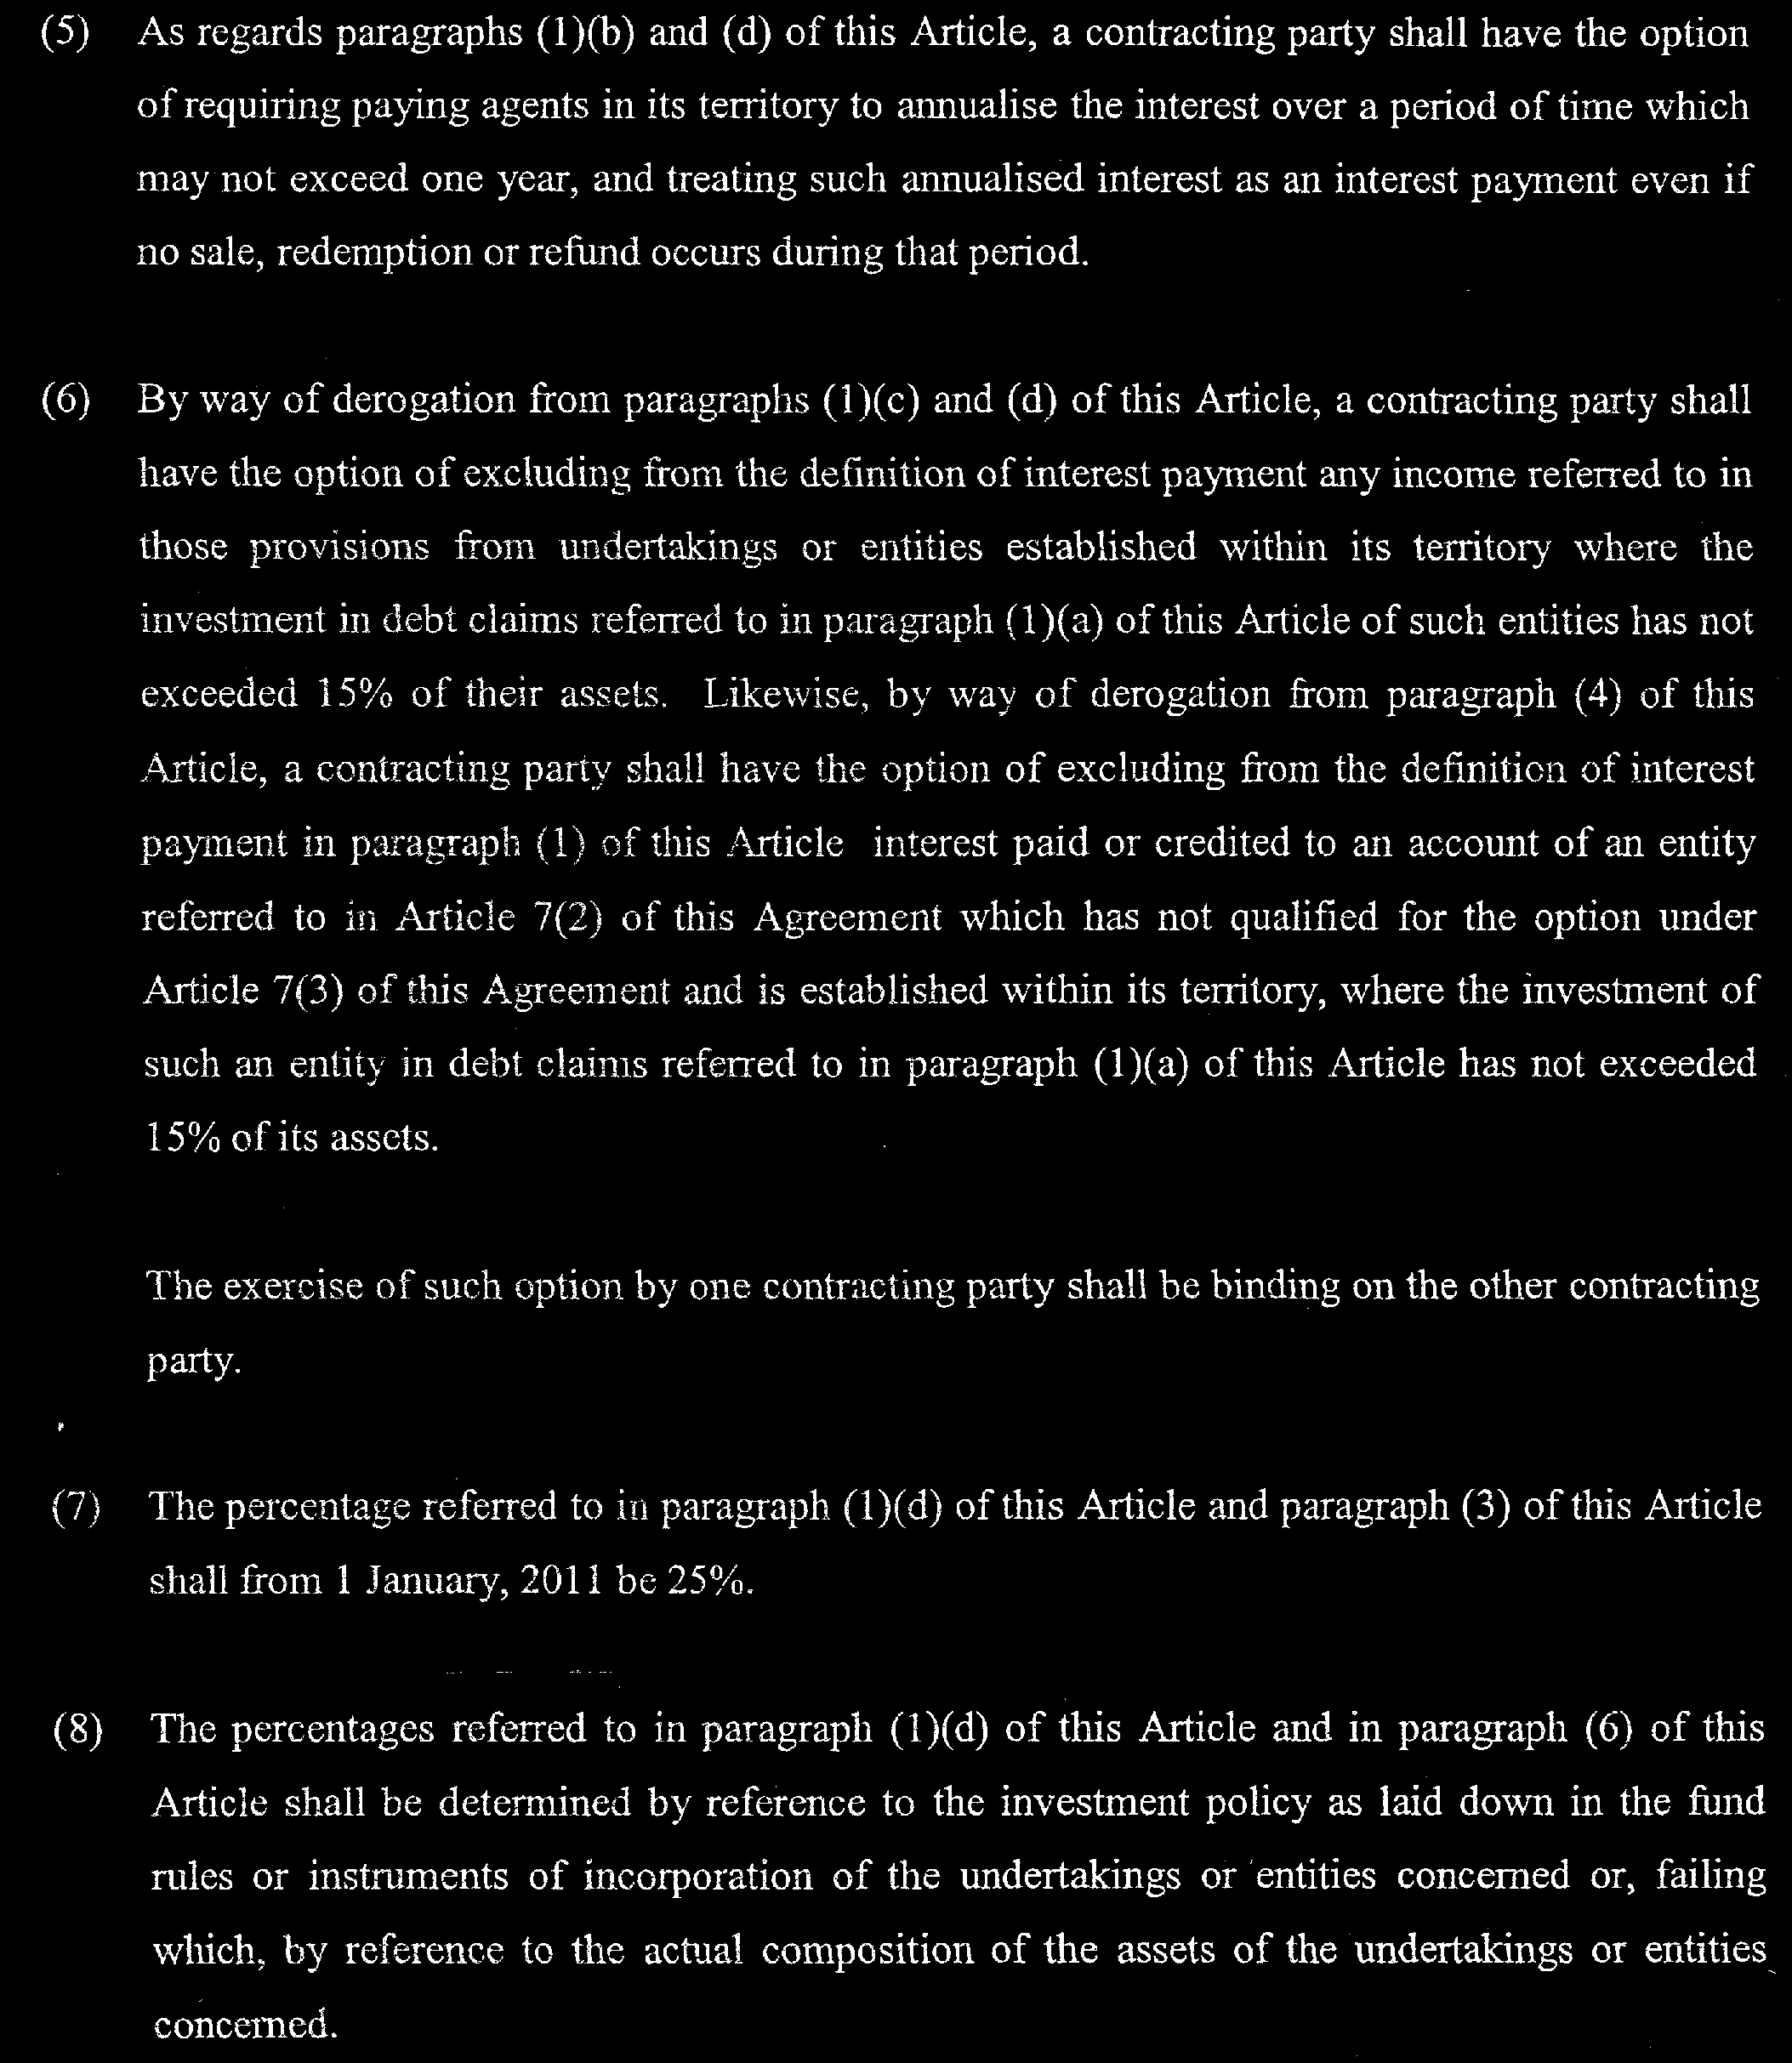 (5) As regards paragraphs (1)(b) and (d) of this Article, a contracting party shall have the option
of requiring paying agents in its territory to annualise the interest over a period of time which
may not exceed one year, and treating such annualised interest as an interest payment even if
no sale, redemption or refund occurs during that period.
(6) By way of derogation from paragraphs (1)(c) and (d) of this Article, a contracting party shall
have the option of excluding from the definition of interest payment any income referred to in
those provisions from undertakings or entities established within its territory where the
investment in debt claims referred to in paragraph (1)(a) of this Article of such entities has not
exceeded 15% of their assets. Likewise, by way of derogation from paragraph (4) of this
Article, a contracting party shall have the option of excluding from the definition of interest
payment in paragraph (1) of this Article interest paid or credited to an account of an entity
referred to in Article 7(2) of this Agreement which has not qualified for the option under
Article 7(3) of this Agreement and is established within its territory, where the investment of
such an entity in debt claims referred to in paragraph (1)(a) of this Article has not exceeded
15% of its assets.
The exercise of such option by one contracting party shall be binding on the other contracting
party.
(7) The percentage referred to in paragraph (1)(d) of this Article and paragraph (3) of this Article
shall from 1 January, 2011 be 25%.
(8) The percentages referred to in paragraph (1)(d) of this Article and in paragraph (6) of this
Article shall be determined by reference to the investment policy as laid down in the fund
rules or instruments of incorporation of the undertakings or entities concerned or, failing
which, by reference to the actual composition of the assets of the undertakings or entities
concerned.